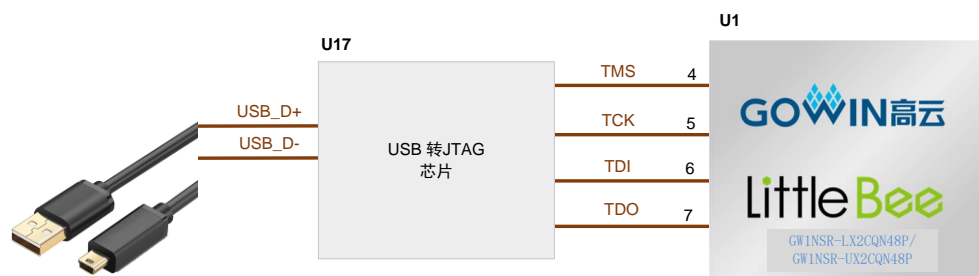 U1
U17
TMS 4
USB_D+
TCK 5
USB_D-
USB 转JTAG
芯片
TDI 6
TDO 7
GOWIN高云
LittleBee
GW1NSR-LX2CQN48P/
GW1NSR-UX2CQN48P